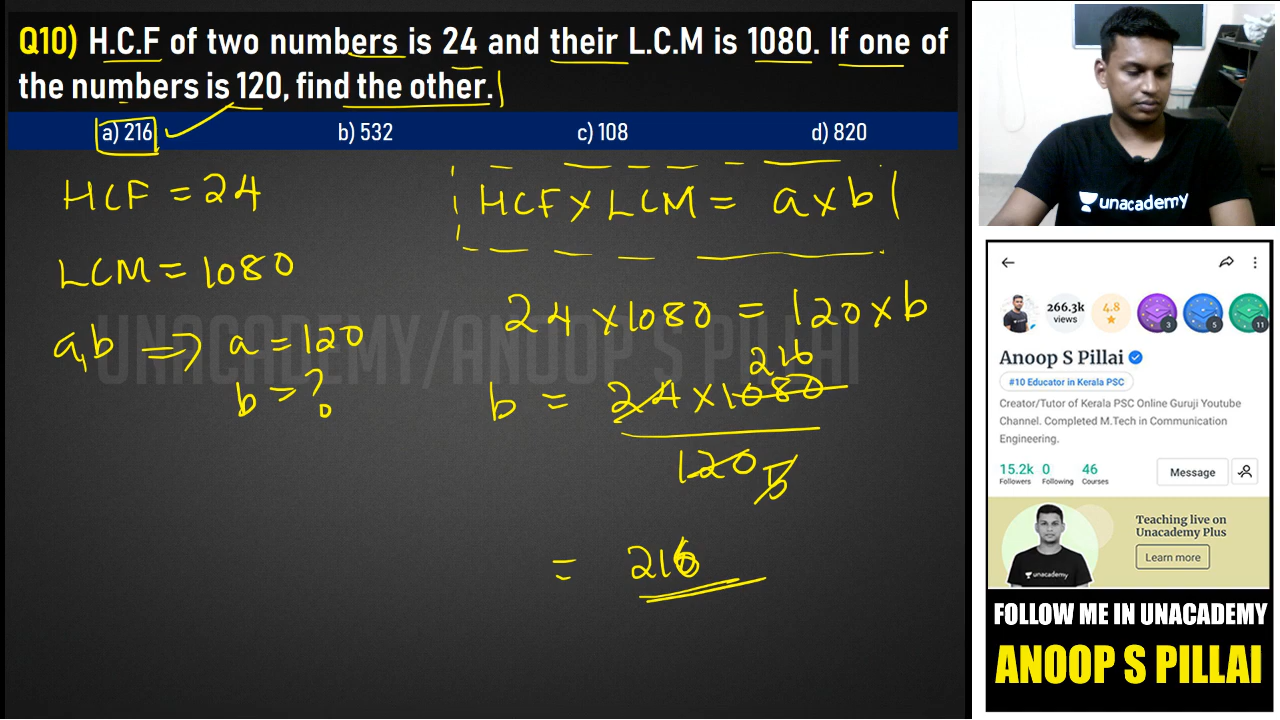 Q10) H.C.F of two numbers is 24 and their L.C.M is 1080. If one of
the numbers is 120, find the other.
a) 216 b) 532 c) 108 d) 820
HCF = 24
HCF × LCM = a × b
LCM = 1080
24 × 1080 = 120 × b
a, b ⇒ a = 120
b = ?
216
b = 24 × 1080
120 5
= 216
UNACADEMY/ANOOP S PILLAI
unacademy
266.3k
views
4.8
3
5
11
Anoop S Pillai
#10 Educator in Kerala PSC
Creator/Tutor of Kerala PSC Online Guruji Youtube
Channel. Completed M.Tech in Communication
Engineering.
15.2k 0 46
Followers Following Courses
Message
Teaching live on
Unacademy Plus
Learn more
unacademy
FOLLOW ME IN UNACADEMY
ANOOP S PILLAI